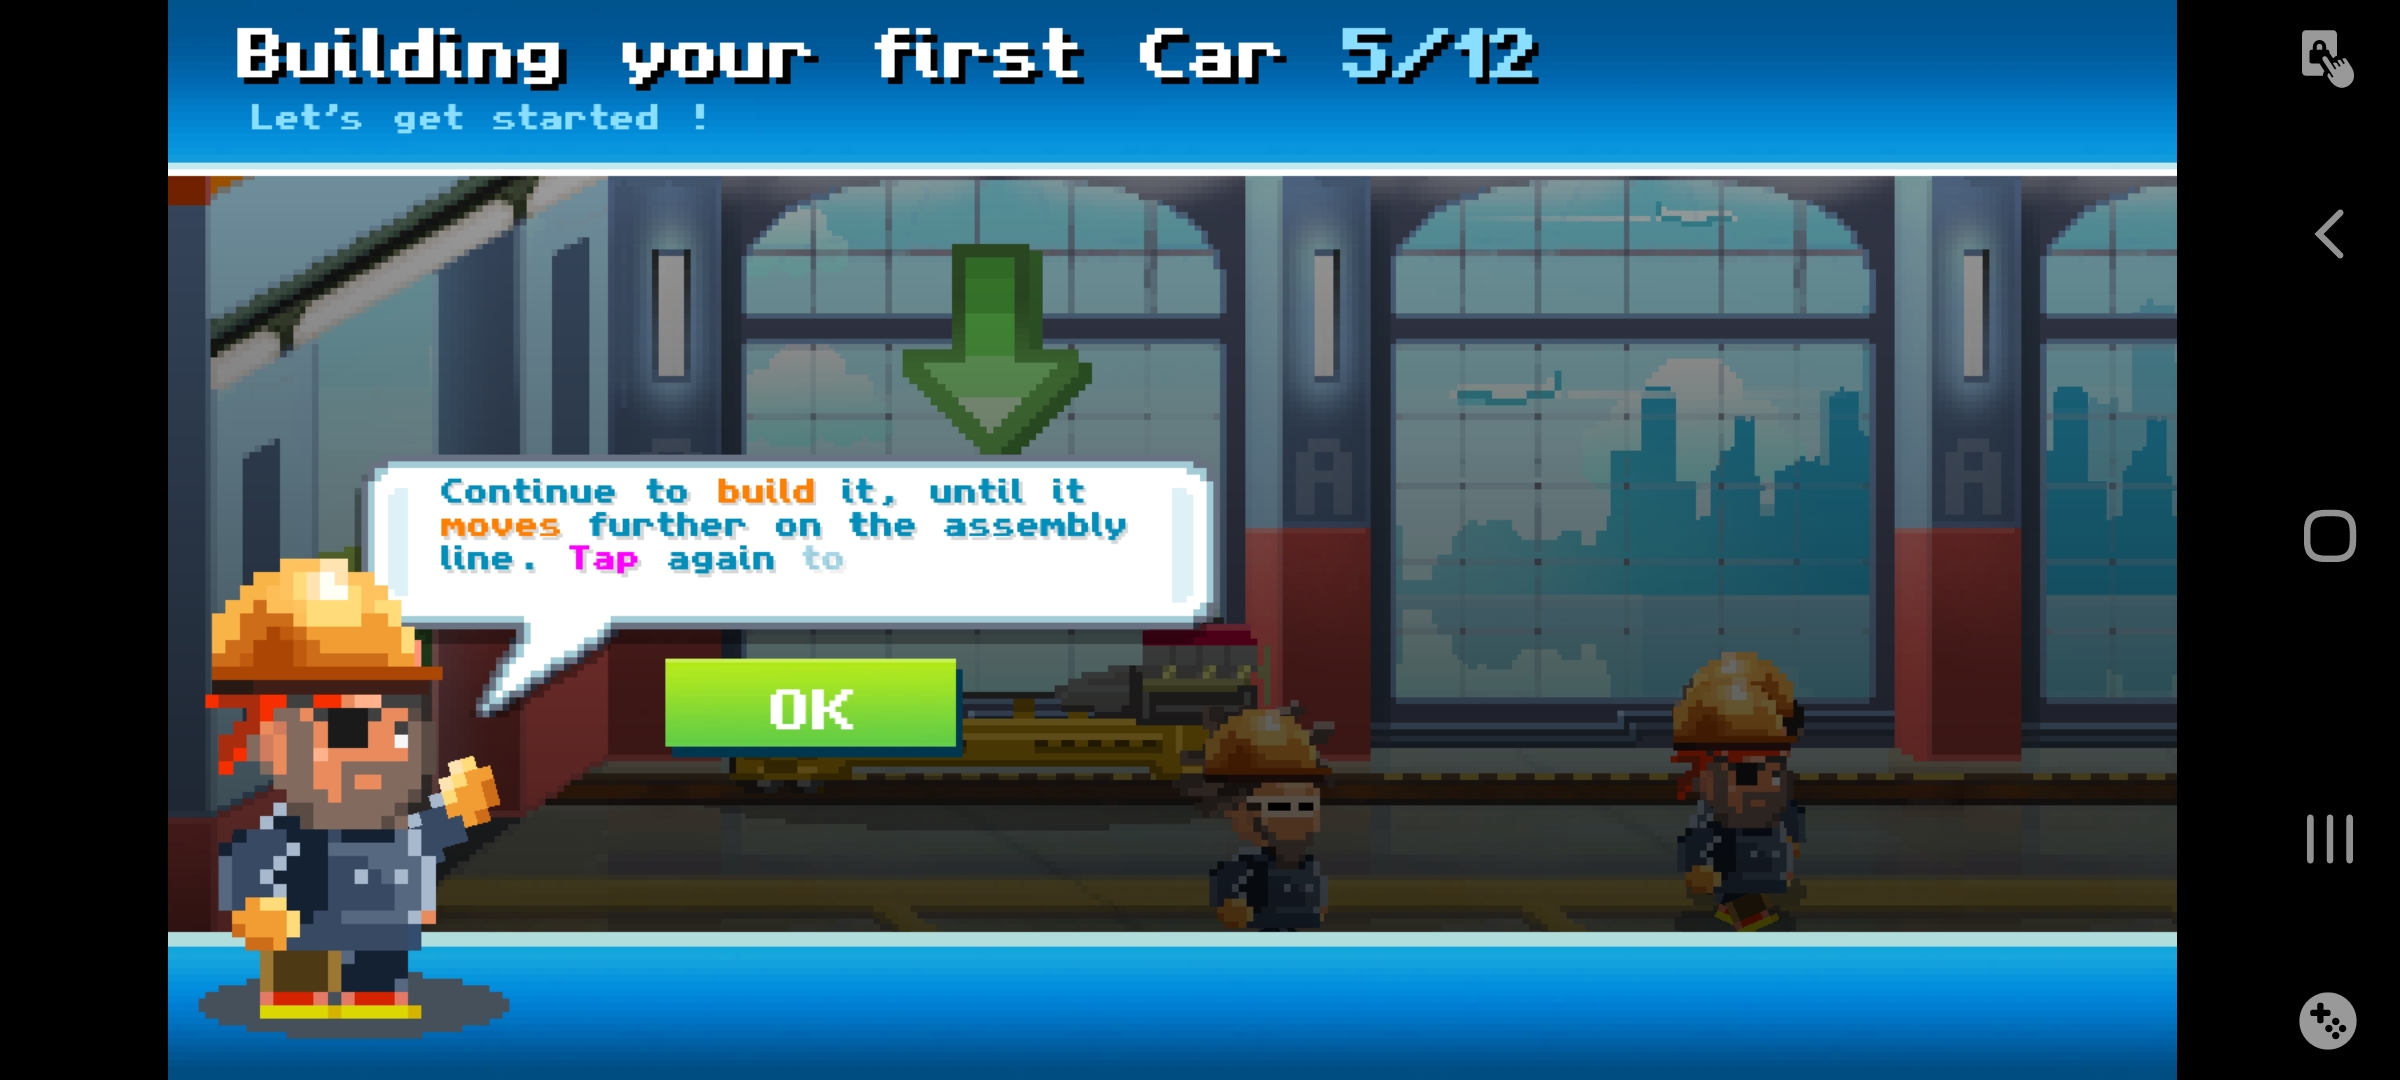 Building your first Car 5/12
Let's get started !
Continue to build it, until it
moves further on the assembly
line. Tap again to
OK
A
A